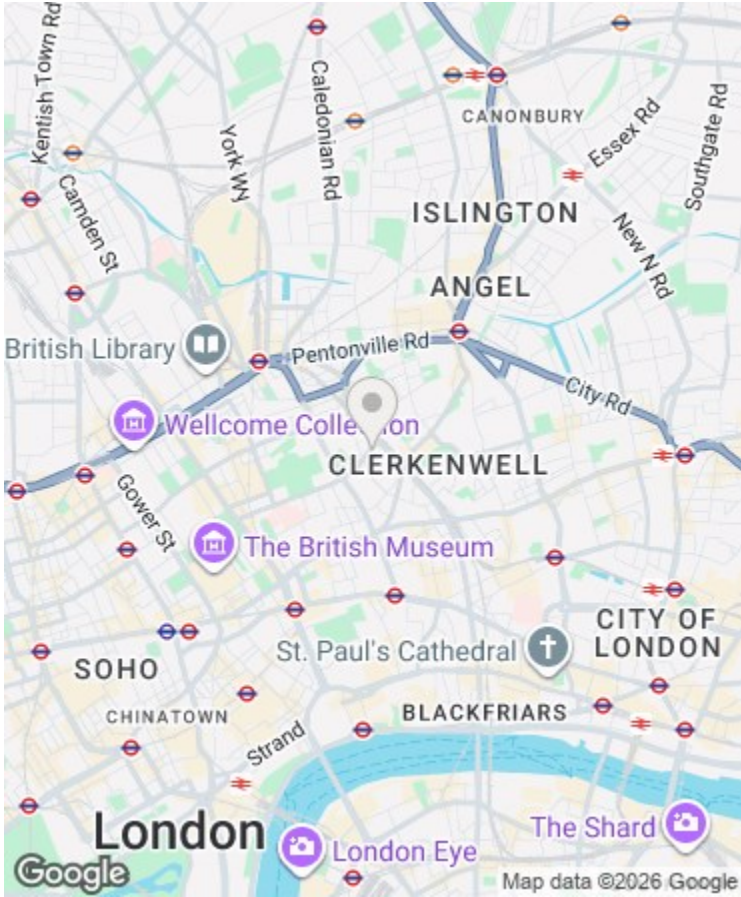 Kentish Town Rd
Caledonian Rd
CANONBURY
Essex Rd
Southgate Rd
York WY
Camden St
ISLINGTON
New N Rd
ANGEL
British Library
Pentonville Rd
City Rd
Wellcome Collection
CLERKENWELL
Gower St
The British Museum
CITY OF
LONDON
St. Paul's Cathedral
SOHO
CHINATOWN
BLACKFRIARS
Strand
London
The Shard
London Eye
Google
Map data ©2026 Google